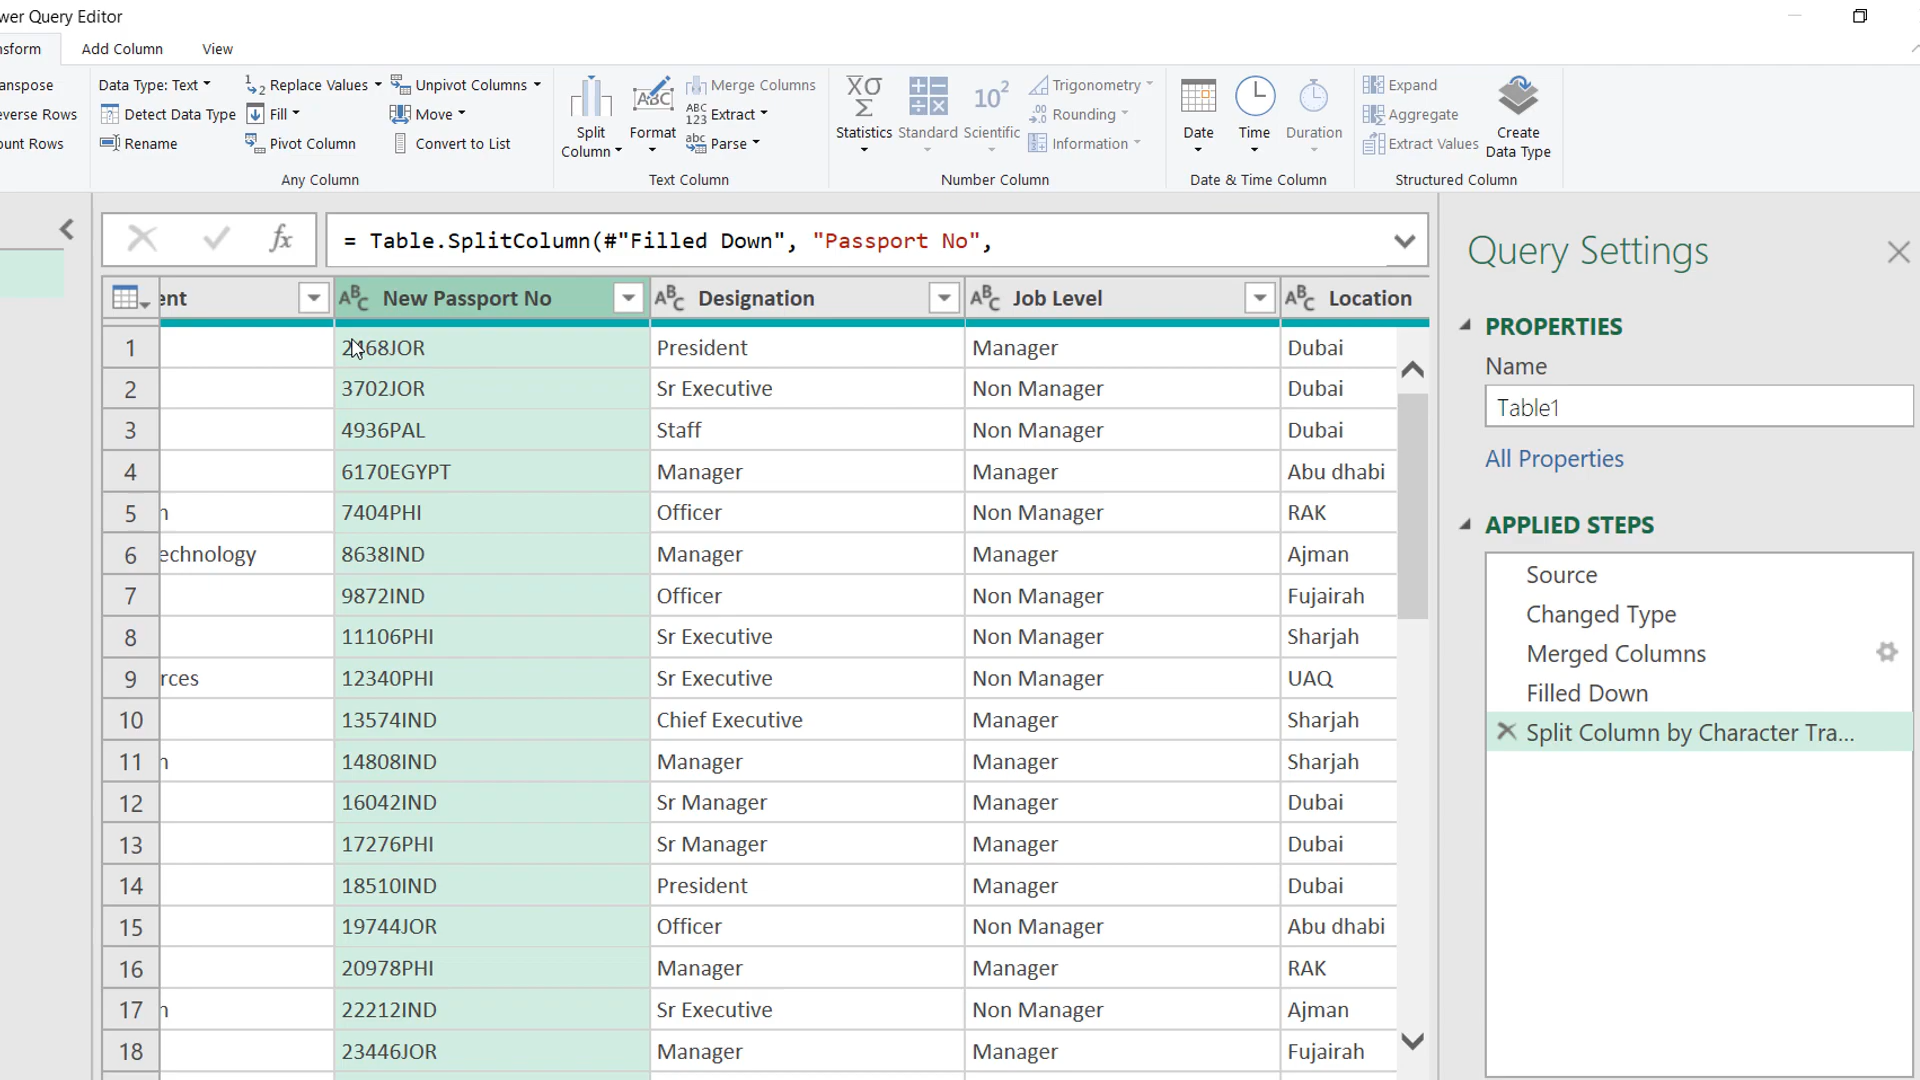 wer Query Editor
nsform Add Column View
anspose Data Type: Text Replace Values Unpivot Columns Merge Columns Trigonometry Expand
everse Rows Detect Data Type Fill Move Extract Rounding Aggregate
ount Rows Rename Pivot Column Convert to List Split Column Format Parse Statistics Standard Scientific Information Date Time Duration Extract Values Create Data Type
Any Column Text Column Number Column Date & Time Column Structured Column
fx = Table.SplitColumn(#"Filled Down", "Passport No",
ent New Passport No Designation Job Level Location
1 2468JOR President Manager Dubai
2 3702JOR Sr Executive Non Manager Dubai
3 4936PAL Staff Non Manager Dubai
4 6170EGYPT Manager Manager Abu dhabi
5 n 7404PHI Officer Non Manager RAK
6 echnology 8638IND Manager Manager Ajman
7 9872IND Officer Non Manager Fujairah
8 11106PHI Sr Executive Non Manager Sharjah
9 rces 12340PHI Sr Executive Non Manager UAQ
10 13574IND Chief Executive Manager Sharjah
11 n 14808IND Manager Manager Sharjah
12 16042IND Sr Manager Manager Dubai
13 17276PHI Sr Manager Manager Dubai
14 18510IND President Manager Dubai
15 19744JOR Officer Non Manager Abu dhabi
16 20978PHI Manager Manager RAK
17 n 22212IND Sr Executive Non Manager Ajman
18 23446JOR Manager Manager Fujairah
Query Settings
PROPERTIES
Name
Table1
All Properties
APPLIED STEPS
Source
Changed Type
Merged Columns
Filled Down
Split Column by Character Tra...